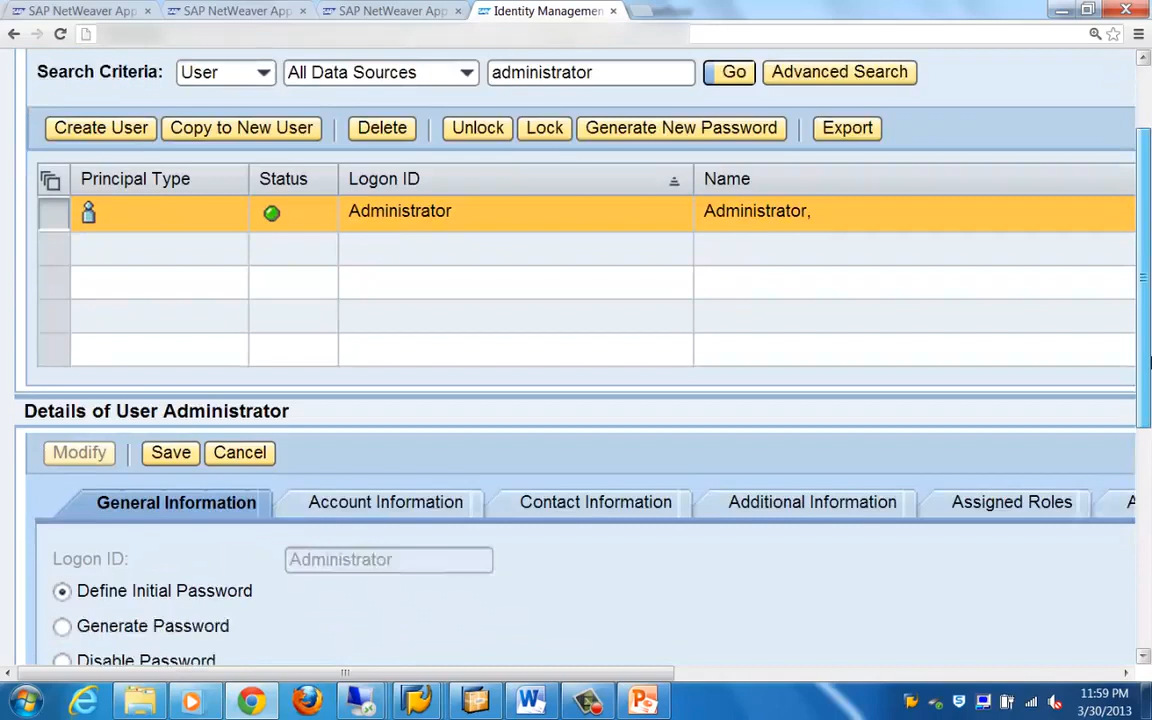 SAP NetWeaver App × SAP NetWeaver App × SAP NetWeaver App × Identity Managemen ×
Search Criteria: User All Data Sources administrator Go Advanced Search
Create User Copy to New User Delete Unlock Lock Generate New Password Export
Principal Type Status Logon ID Name
Administrator Administrator,
Details of User Administrator
Modify Save Cancel
General Information Account Information Contact Information Additional Information Assigned Roles A
Logon ID: Administrator
Define Initial Password
Generate Password
Disable Password
11:59 PM
3/30/2013